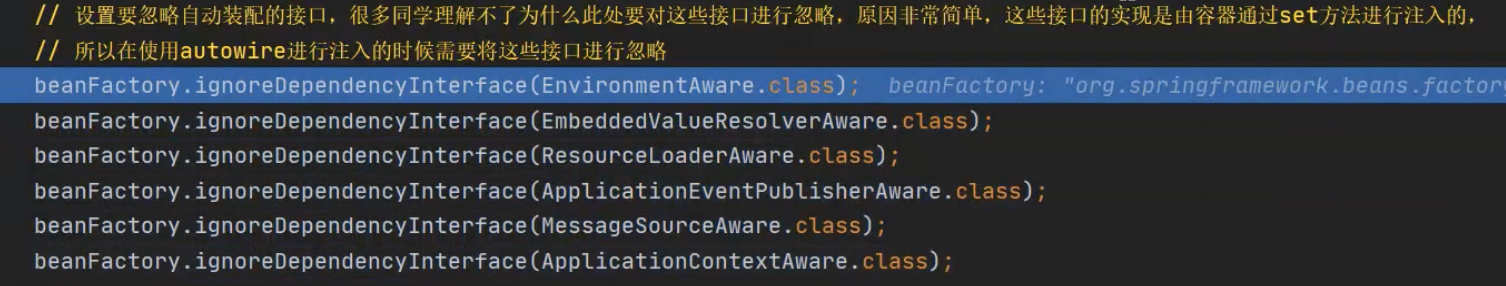 // 设置要忽略自动装配的接口，很多同学理解不了为什么此处要对这些接口进行忽略，原因非常简单，这些接口的实现是由容器通过set方法进行注入的，
// 所以在使用autowire进行注入的时候需要将这些接口进行忽略
beanFactory.ignoreDependencyInterface(EnvironmentAware.class);  beanFactory: "org.springframework.beans.factory
beanFactory.ignoreDependencyInterface(EmbeddedValueResolverAware.class);
beanFactory.ignoreDependencyInterface(ResourceLoaderAware.class);
beanFactory.ignoreDependencyInterface(ApplicationEventPublisherAware.class);
beanFactory.ignoreDependencyInterface(MessageSourceAware.class);
beanFactory.ignoreDependencyInterface(ApplicationContextAware.class);